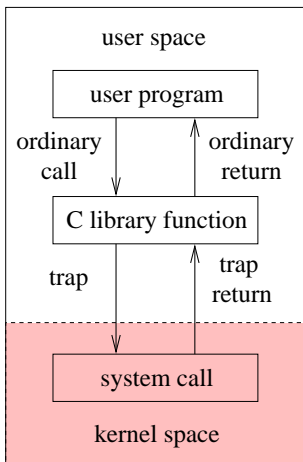 user space
user program
ordinary
call
ordinary
return
C library function
trap
trap
return
system call
kernel space